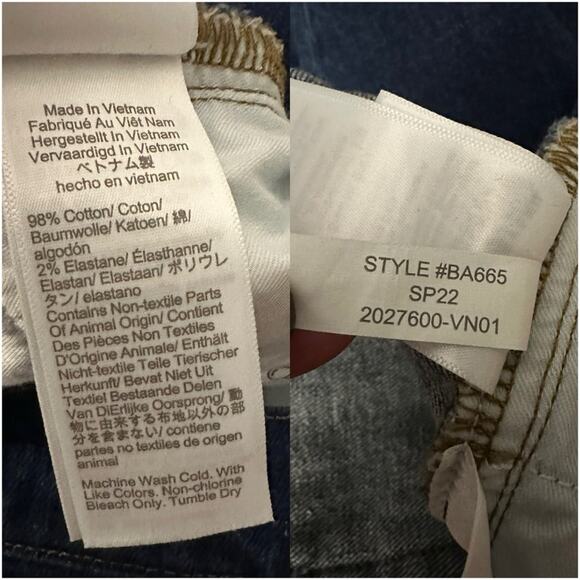 Made In Vietnam
Fabriqué Au Viêt Nam
Hergestellt In Vietnam
Vervaardigd In Vietnam
ベトナム製
hecho en vietnam
98% Cotton/ Coton/
Baumwolle/ Katoen/ 綿/
algodón
2% Elastane/ Élasthanne/
Elastan/ Elastaan/ ポリウレ
タン/ elastano
Contains Non-textile Parts
Of Animal Origin/ Contient
Des Pièces Non Textiles
D'Origine Animale/ Enthält
Nicht-textile Teile Tierischer
Herkunft/ Bevat Niet Uit
Textiel Bestaande Delen
Van DiErlijke Oorsprong/ 動
物に由来する布地以外の部
分を含まない/ contiene
partes no textiles de origen
animal
Machine Wash Cold. With
Like Colors. Non-chlorine
Bleach Only. Tumble Dry
STYLE #BA665
SP22
2027600-VN01